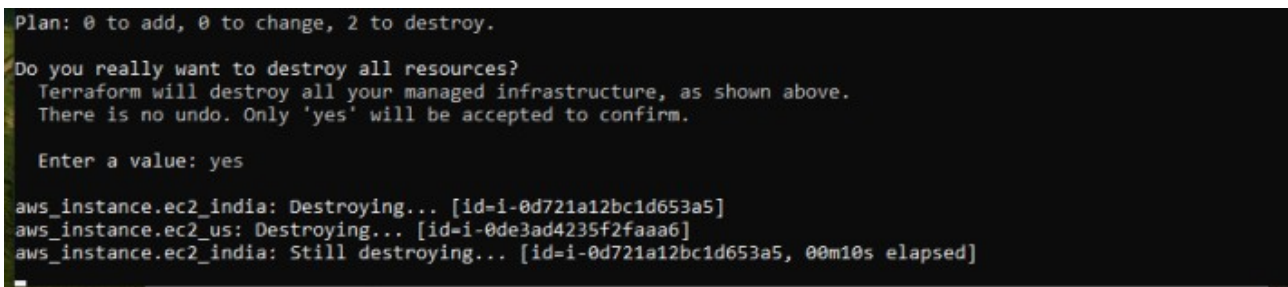 Plan: 0 to add, 0 to change, 2 to destroy.
Do you really want to destroy all resources?
Terraform will destroy all your managed infrastructure, as shown above.
There is no undo. Only 'yes' will be accepted to confirm.
Enter a value: yes
aws_instance.ec2_india: Destroying... [id=i-0d721a12bc1d653a5]
aws_instance.ec2_us: Destroying... [id=i-0de3ad4235f2faaa6]
aws_instance.ec2_india: Still destroying... [id=i-0d721a12bc1d653a5, 00m10s elapsed]